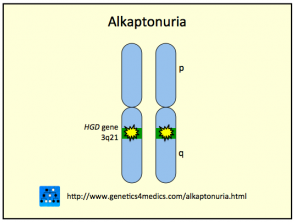 Alkaptonuria
p
HGD gene
3q21
q
http://www.genetics4medics.com/alkaptonuria.html